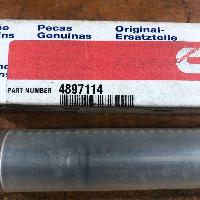 Pecas
Genuinas
Original-
Ersatzteile
PART NUMBER 4897114